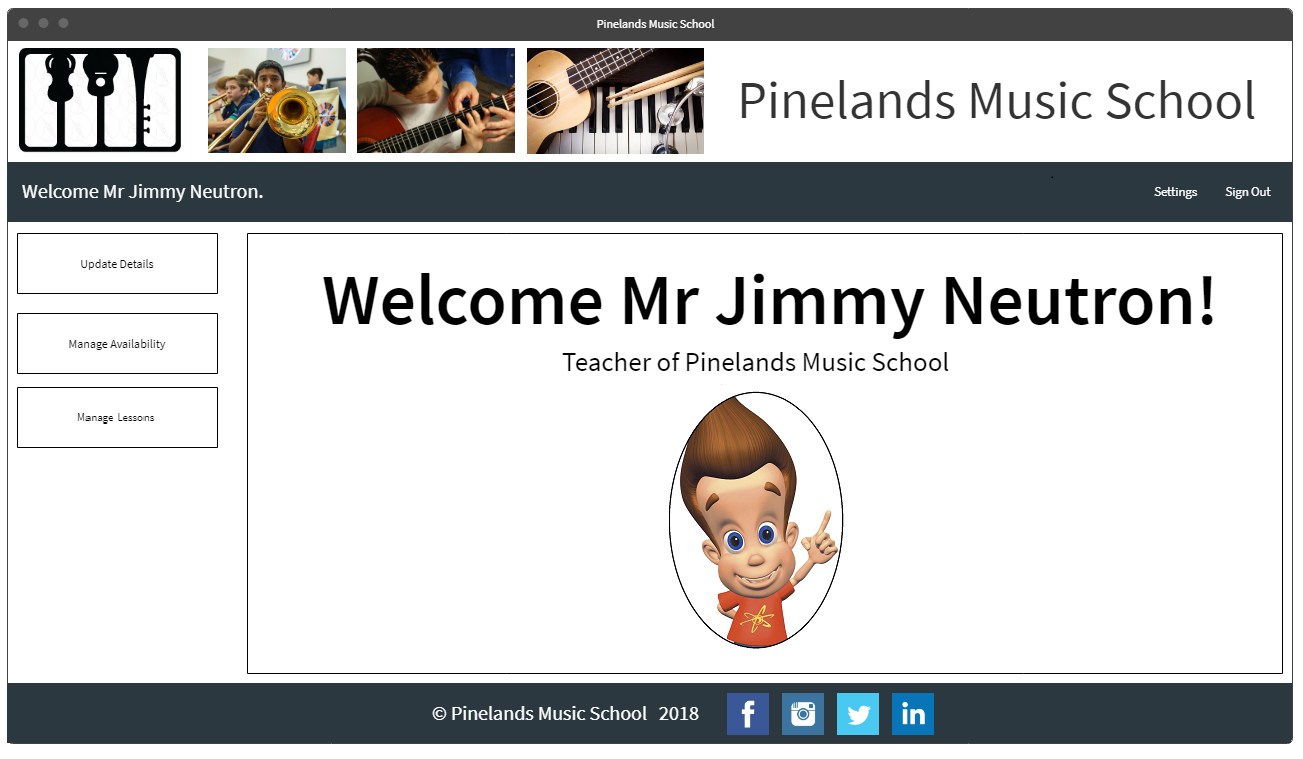 Pinelands Music School
Pinelands Music School
Welcome Mr Jimmy Neutron.
Settings
Sign Out
Update Details
Manage Availability
Manage Lessons
Welcome Mr Jimmy Neutron!
Teacher of Pinelands Music School
© Pinelands Music School 2018